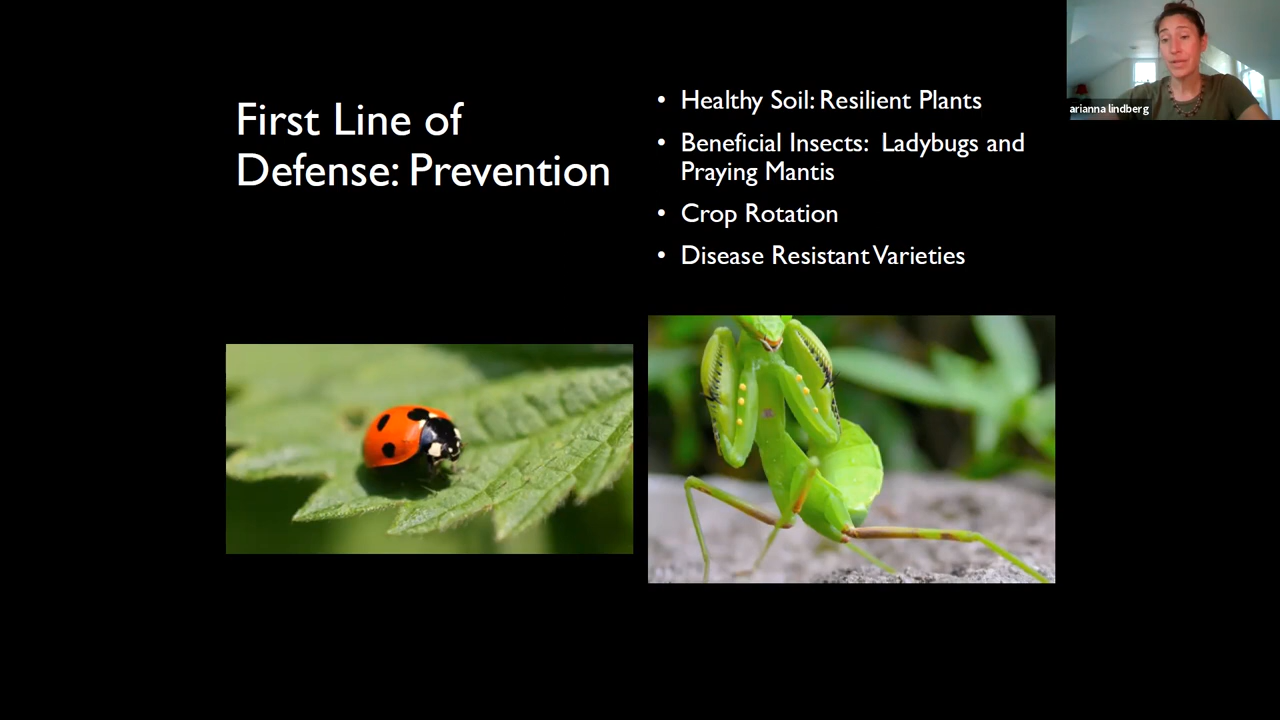 First Line of
Defense: Prevention
• Healthy Soil: Resilient Plants
• Beneficial Insects: Ladybugs and
Praying Mantis
• Crop Rotation
• Disease Resistant Varieties
arianna lindberg